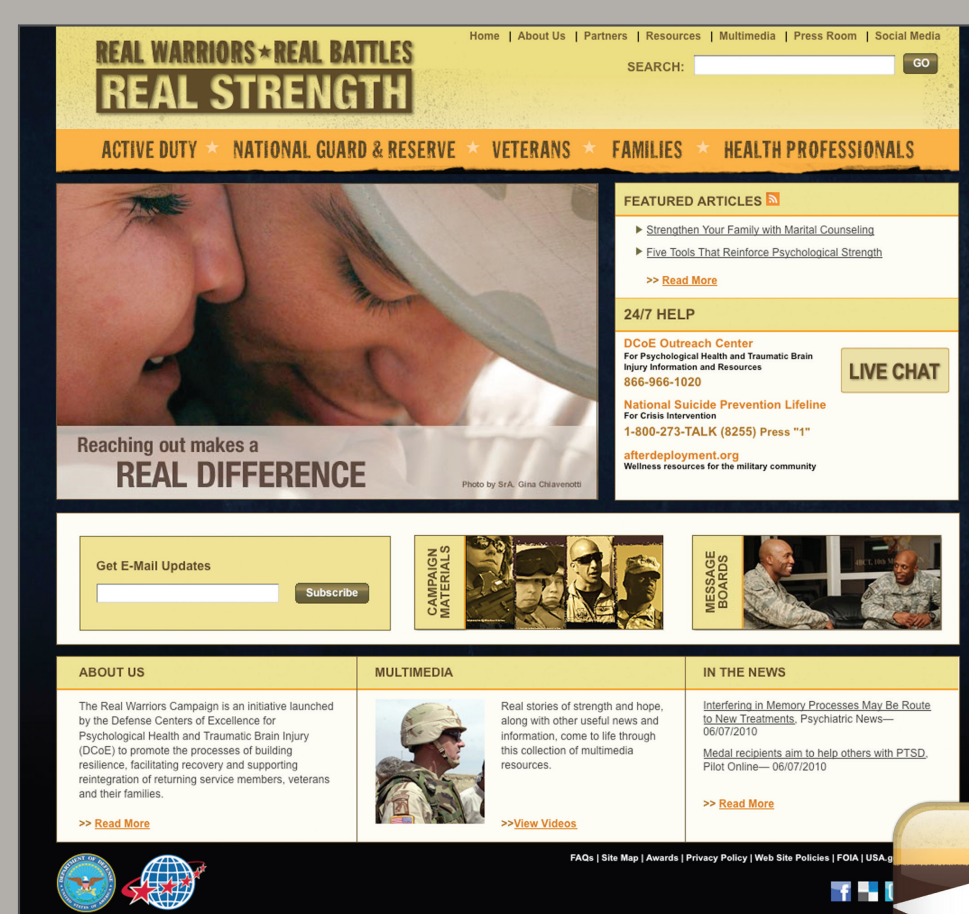 REAL WARRIORS★REAL BATTLES
REAL STRENGTH
Home | About Us | Partners | Resources | Multimedia | Press Room | Social Media
SEARCH:
GO
ACTIVE DUTY ★ NATIONAL GUARD & RESERVE ★ VETERANS ★ FAMILIES ★ HEALTH PROFESSIONALS
Reaching out makes a
REAL DIFFERENCE
Photo by SrA. Gina Chiavenotti
FEATURED ARTICLES
Strengthen Your Family with Marital Counseling
Five Tools That Reinforce Psychological Strength
>> Read More
24/7 HELP
DCoE Outreach Center
For Psychological Health and Traumatic Brain
Injury Information and Resources
866-966-1020
LIVE CHAT
National Suicide Prevention Lifeline
For Crisis Intervention
1-800-273-TALK (8255) Press "1"
afterdeployment.org
Wellness resources for the military community
Get E-Mail Updates
Subscribe
CAMPAIGN
MATERIALS
MESSAGE
BOARDS
ABOUT US
The Real Warriors Campaign is an initiative launched
by the Defense Centers of Excellence for
Psychological Health and Traumatic Brain Injury
(DCoE) to promote the processes of building
resilience, facilitating recovery and supporting
reintegration of returning service members, veterans
and their families.
>> Read More
MULTIMEDIA
Real stories of strength and hope,
along with other useful news and
information, come to life through
this collection of multimedia
resources.
>>View Videos
IN THE NEWS
Interfering in Memory Processes May Be Route
to New Treatments, Psychiatric News—
06/07/2010
Medal recipients aim to help others with PTSD,
Pilot Online— 06/07/2010
>> Read More
FAQs | Site Map | Awards | Privacy Policy | Web Site Policies | FOIA | USA.g